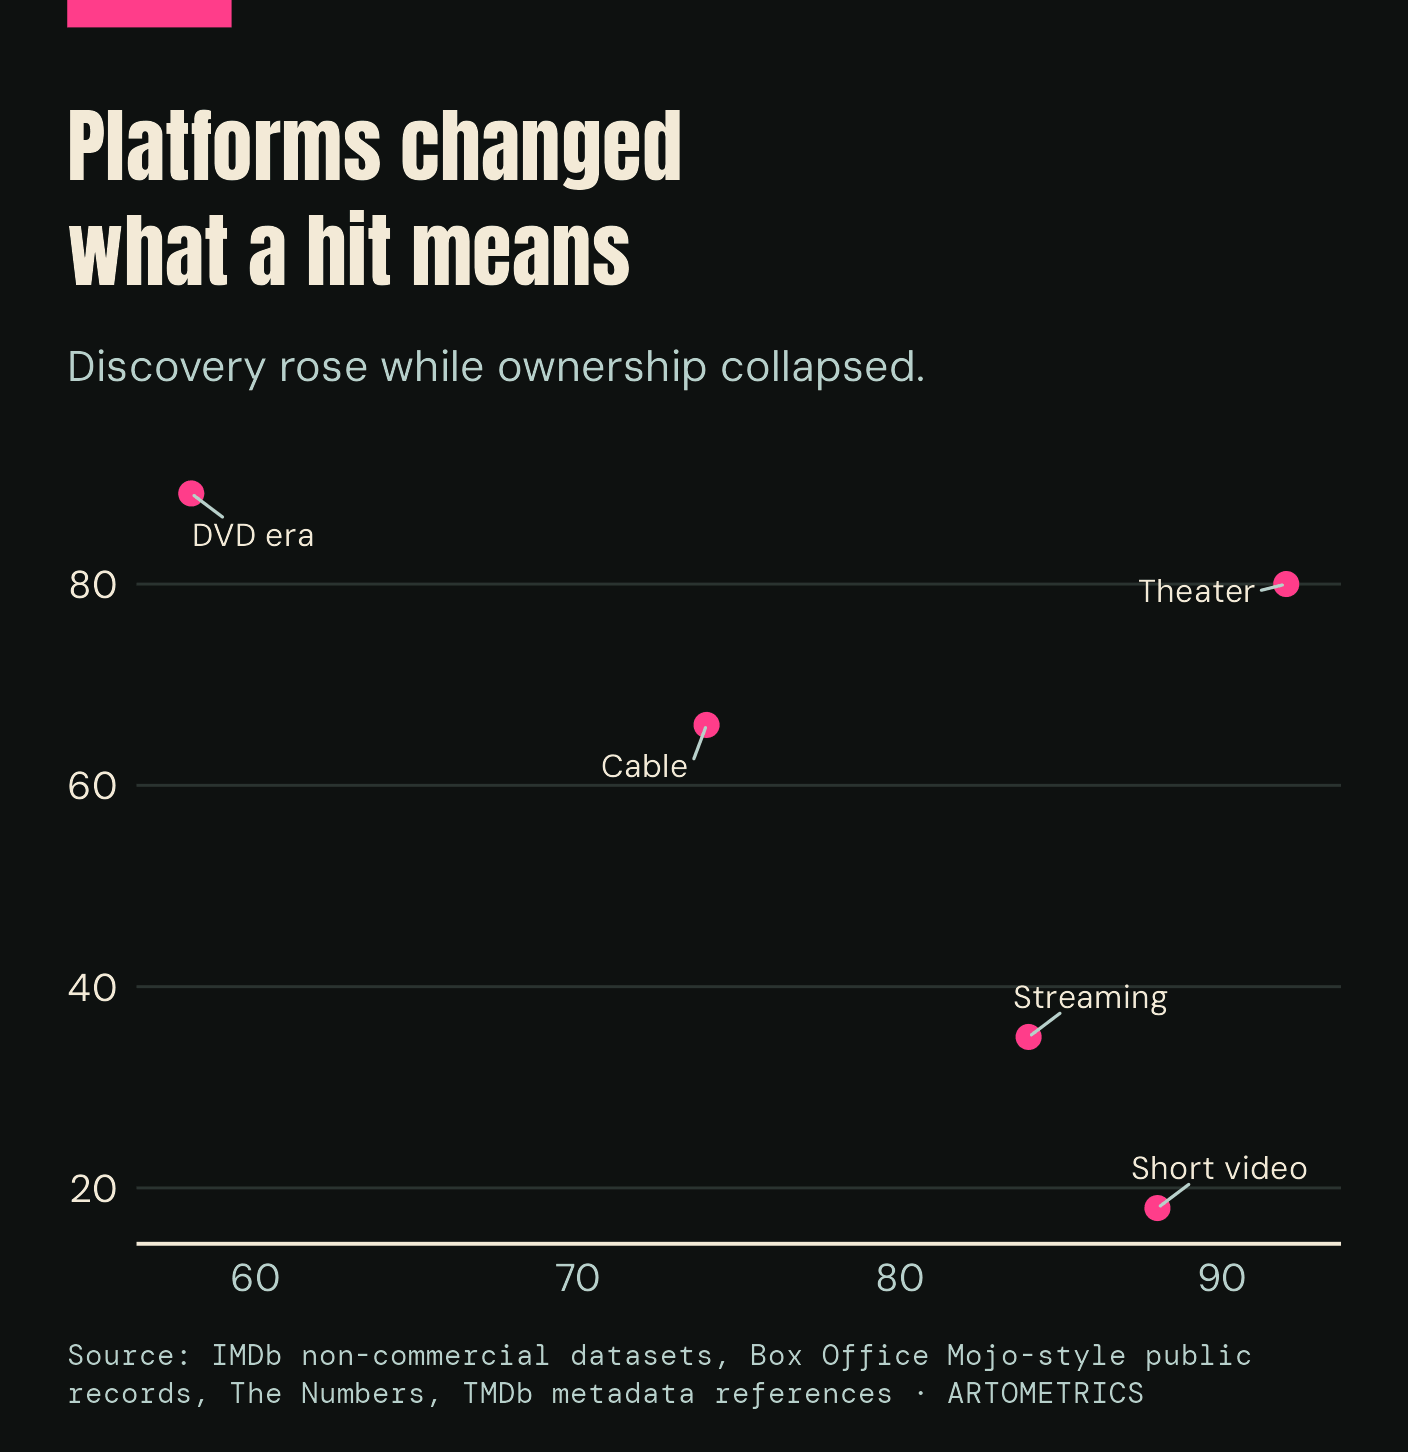 Platforms changed
what a hit means
Discovery rose while ownership collapsed.
DVD era
80
Theater
Cable
60
40
Streaming
Short video
20
60 70 80 90
Source: IMDb non-commercial datasets, Box Office Mojo-style public
records, The Numbers, TMDb metadata references · ARTOMETRICS